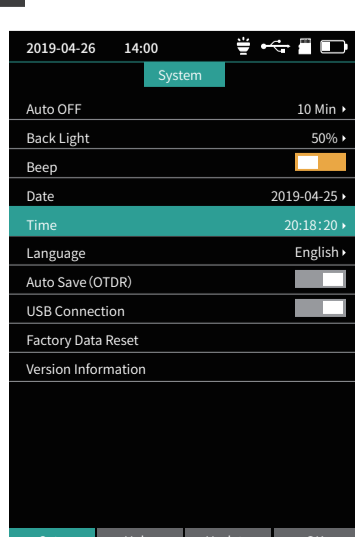 2019-04-26 14:00
System
Auto OFF 10 Min
Back Light 50%
Beep
Date 2019-04-25
Time 20:18:20
Language English
Auto Save(OTDR)
USB Connection
Factory Data Reset
Version Information